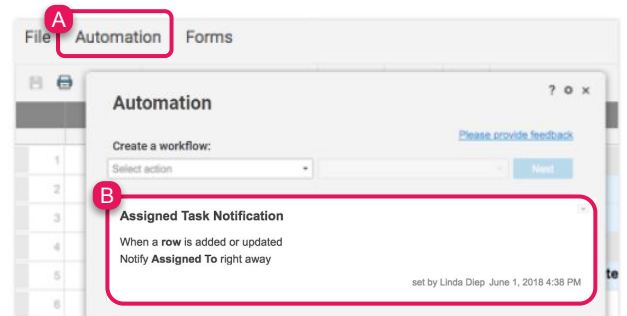 A
File Automation Forms
? ✿ ×
Automation
Please provide feedback
Create a workflow:
Select action
Next
1
2
B
3
Assigned Task Notification
When a row is added or updated
4
Notify Assigned To right away
5
te
set by Linda Diep June 1, 2018 4:38 PM
6